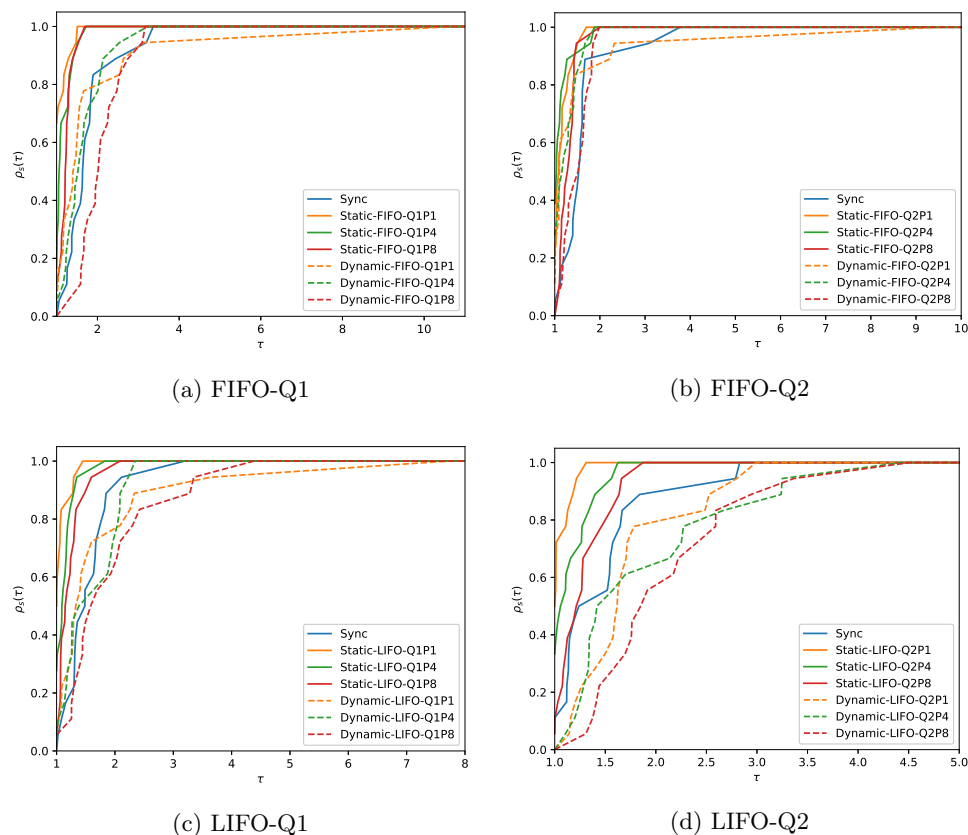 1.0
0.8
0.6
0.4
0.2
0.0
ρs(τ)
Sync
Static-FIFO-Q1P1
Static-FIFO-Q1P4
Static-FIFO-Q1P8
Dynamic-FIFO-Q1P1
Dynamic-FIFO-Q1P4
Dynamic-FIFO-Q1P8
2 4 6 8 10
τ
(a) FIFO-Q1
1.0
0.8
0.6
0.4
0.2
0.0
ρs(τ)
Sync
Static-FIFO-Q2P1
Static-FIFO-Q2P4
Static-FIFO-Q2P8
Dynamic-FIFO-Q2P1
Dynamic-FIFO-Q2P4
Dynamic-FIFO-Q2P8
1 2 3 4 5 6 7 8 9 10
τ
(b) FIFO-Q2
1.0
0.8
0.6
0.4
0.2
0.0
ρs(τ)
Sync
Static-LIFO-Q1P1
Static-LIFO-Q1P4
Static-LIFO-Q1P8
Dynamic-LIFO-Q1P1
Dynamic-LIFO-Q1P4
Dynamic-LIFO-Q1P8
1 2 3 4 5 6 7 8
τ
(c) LIFO-Q1
1.0
0.8
0.6
0.4
0.2
0.0
ρs(τ)
Sync
Static-LIFO-Q2P1
Static-LIFO-Q2P4
Static-LIFO-Q2P8
Dynamic-LIFO-Q2P1
Dynamic-LIFO-Q2P4
Dynamic-LIFO-Q2P8
1.0 1.5 2.0 2.5 3.0 3.5 4.0 4.5 5.0
τ
(d) LIFO-Q2